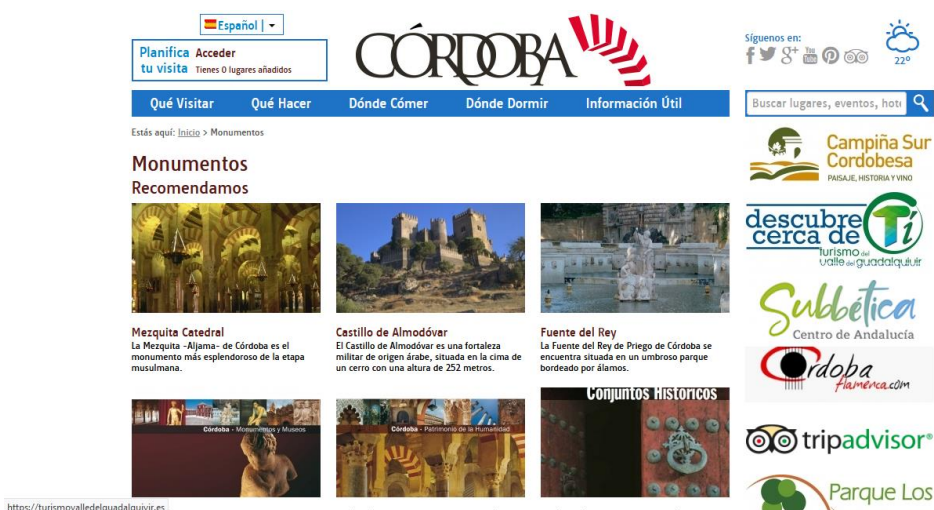 Español | 
Planifica Acceder
tu visita Tienes 0 lugares añadidos
CÓRDOBA
Síguenos en:
22º
Qué Visitar Qué Hacer Dónde Cómer Dónde Dormir Información Útil
Buscar lugares, eventos, hote
Estás aquí: Inicio > Monumentos
Monumentos
Recomendamos
Mezquita Catedral
La Mezquita -Aljama- de Córdoba es el
monumento más esplendoroso de la etapa
musulmana.
Castillo de Almodóvar
El Castillo de Almodóvar es una fortaleza
militar de origen árabe, situada en la cima de
un cerro con una altura de 252 metros.
Fuente del Rey
La Fuente del Rey de Priego de Córdoba se
encuentra situada en un umbroso parque
bordeado por álamos.
Córdoba - Monumentos y Museos
Córdoba - Patrimonio de la Humanidad
Conjuntos Históricos
Campiña Sur
Cordobesa
PAISAJE, HISTORIA Y VINO
descubre
cerca de Ti
turismo del
valle del guadalquivir
Subbética
Centro de Andalucía
Córdoba
flamenca.com
tripadvisor®
Parque Los
https://turismovalledelguadalquivir.es